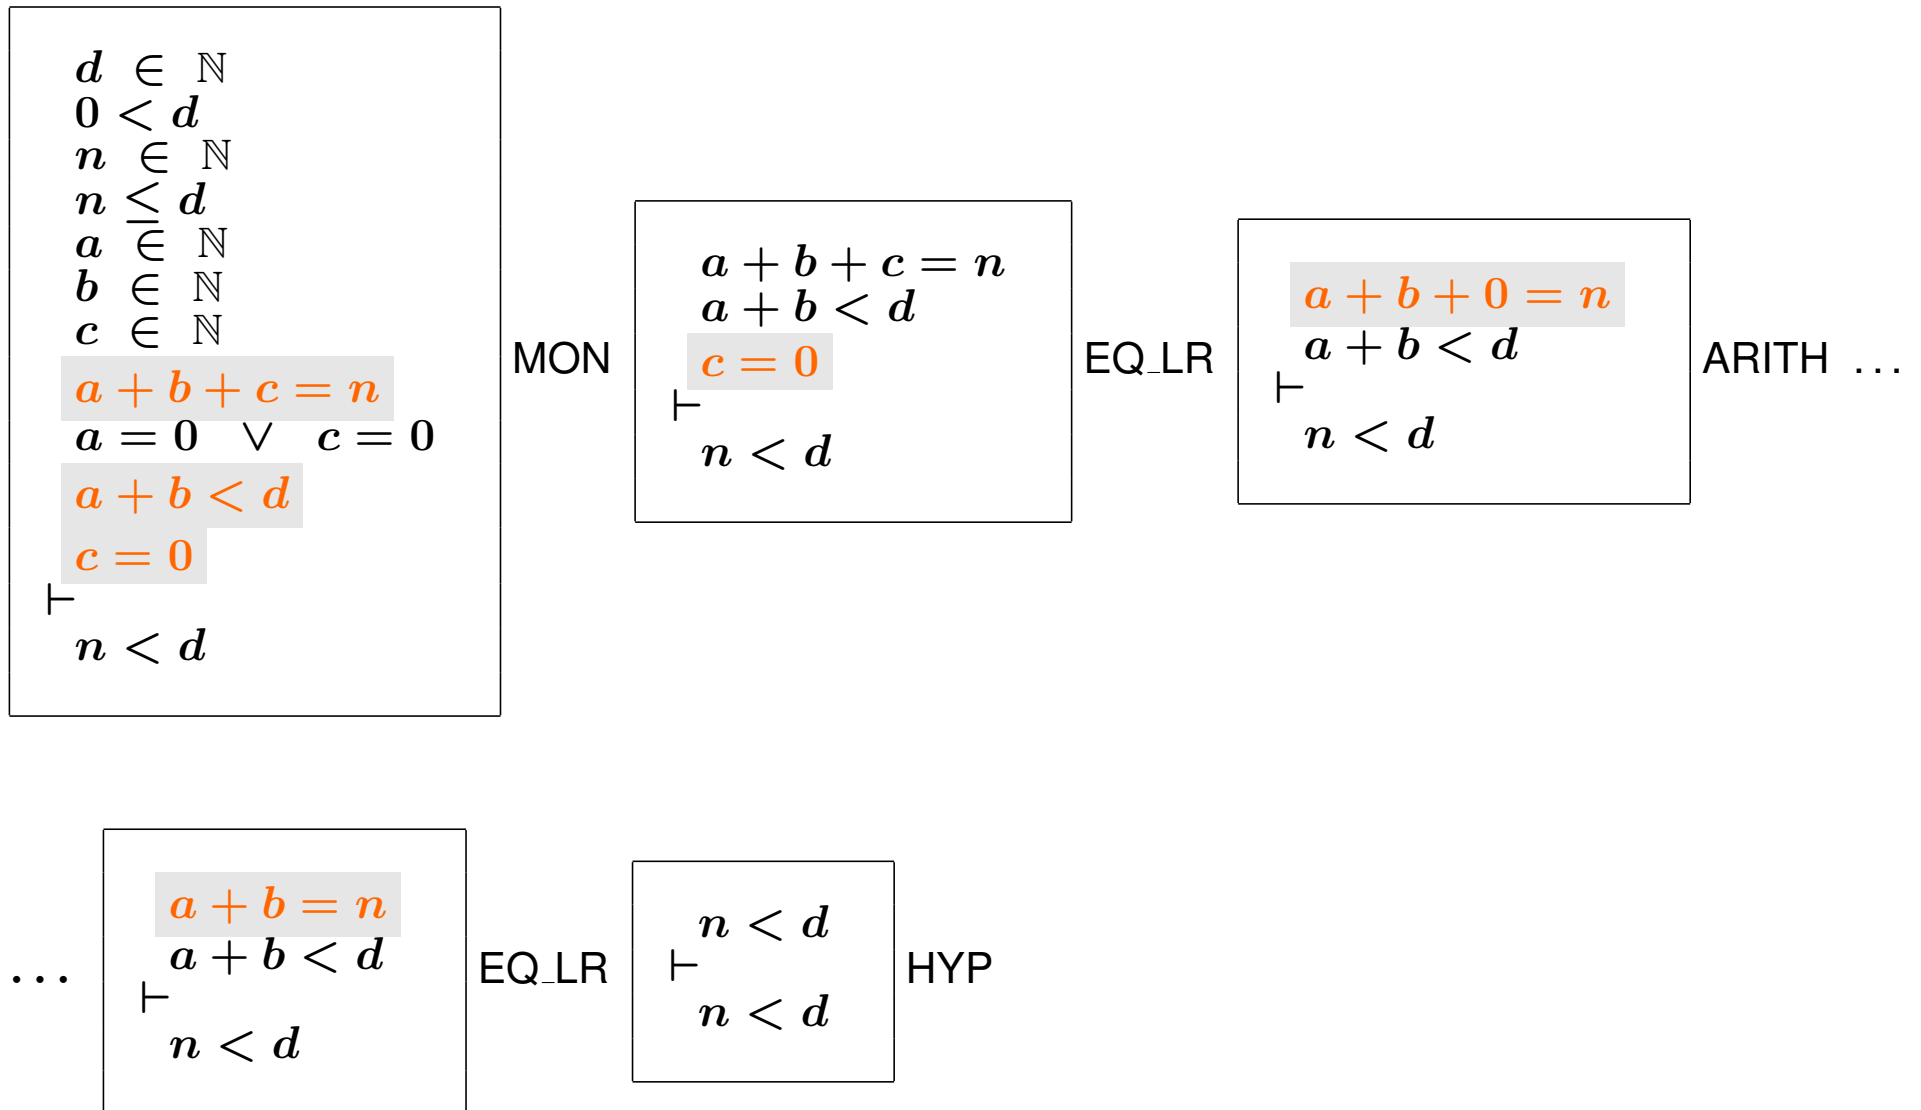 d ∈ ℕ
0 < d
n ∈ ℕ
n ≤ d
a ∈ ℕ
b ∈ ℕ
c ∈ ℕ
a + b + c = n
a = 0 ∨ c = 0
a + b < d
c = 0
⊢
n < d
MON
a + b + c = n
a + b < d
c = 0
⊢
n < d
EQ_LR
a + b + 0 = n
a + b < d
⊢
n < d
ARITH ...
...
a + b = n
a + b < d
⊢
n < d
EQ_LR
n < d
⊢
n < d
HYP